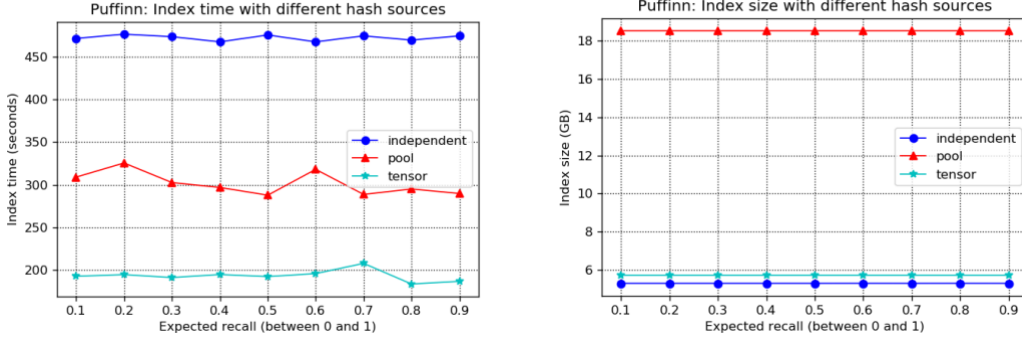 Puffinn: Index time with different hash sources
Index time (seconds)
450
400
350
300
250
200
independent
pool
tensor
0.1 0.2 0.3 0.4 0.5 0.6 0.7 0.8 0.9
Expected recall (between 0 and 1)
Puffinn: Index size with different hash sources
Index size (GB)
18
16
14
12
10
8
6
independent
pool
tensor
0.1 0.2 0.3 0.4 0.5 0.6 0.7 0.8 0.9
Expected recall (between 0 and 1)